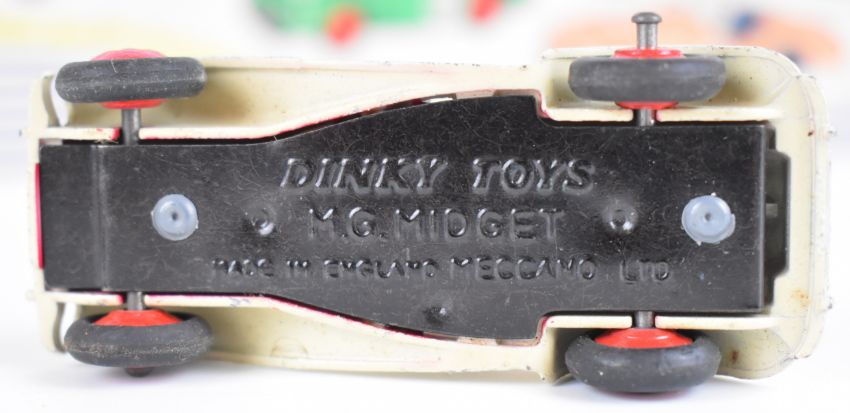 DINKY TOYS
M.G. MIDGET
MADE IN ENGLAND MECCANO LTD